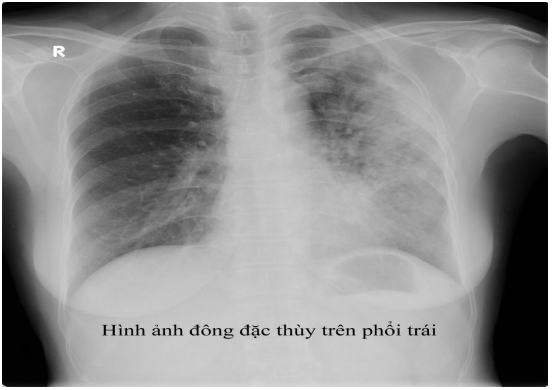 R
Hình ảnh đông đặc thùy trên phổi trái